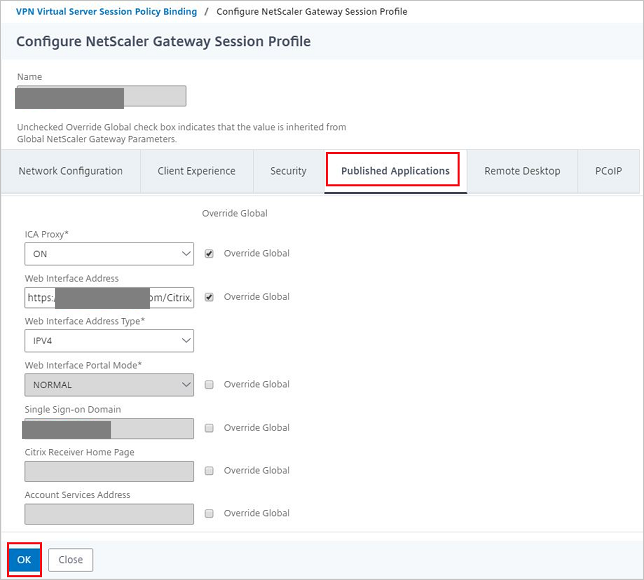 VPN Virtual Server Session Policy Binding / Configure NetScaler Gateway Session Profile
Configure NetScaler Gateway Session Profile
Name
Unchecked Override Global check box indicates that the value is inherited from
Global NetScaler Gateway Parameters.
Network Configuration Client Experience Security Published Applications Remote Desktop PCoIP
Override Global
ICA Proxy*
ON Override Global
Web Interface Address
https:/ om/Citrix, Override Global
Web Interface Address Type*
IPV4
Web Interface Portal Mode*
NORMAL Override Global
Single Sign-on Domain
Override Global
Citrix Receiver Home Page
Override Global
Account Services Address
Override Global
OK Close